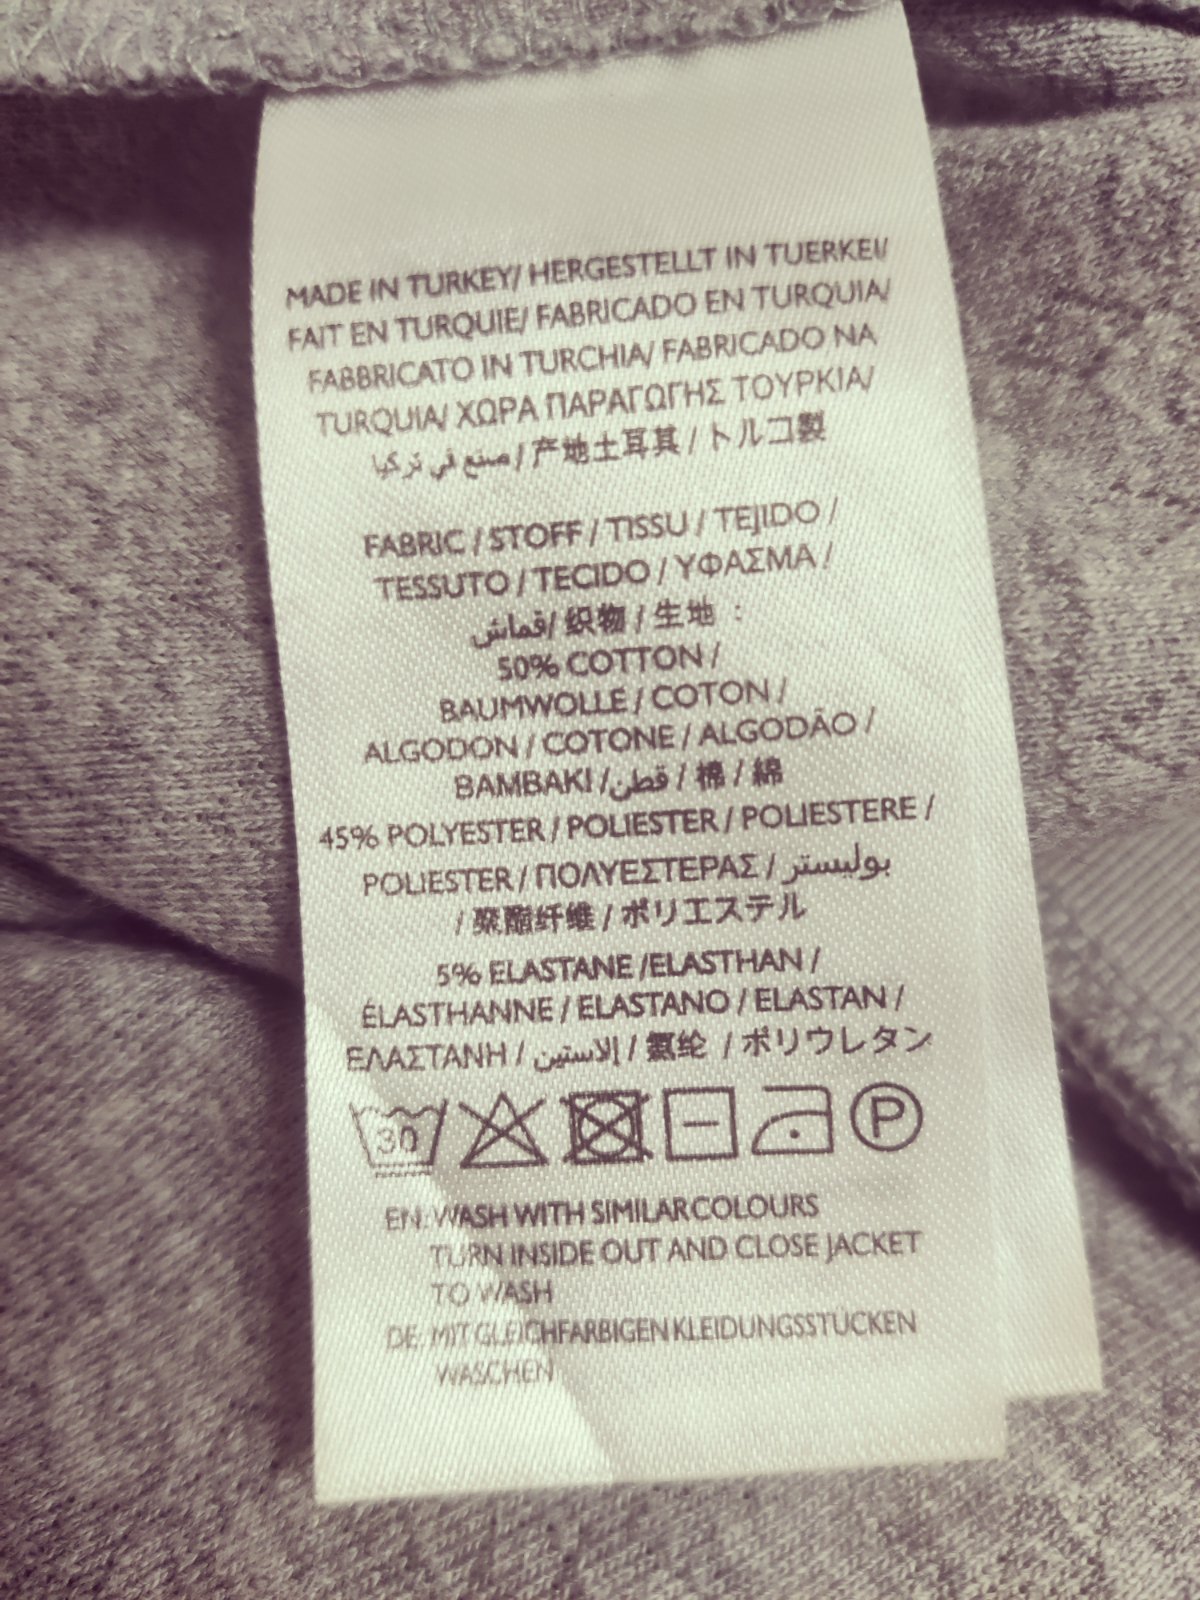 MADE IN TURKEY/ HERGESTELLT IN TUERKEI/
FAIT EN TURQUIE/ FABRICADO EN TURQUIA/
FABBRICATO IN TURCHIA/ FABRICADO NA
TURQUIA/ ΧΩΡΑ ΠΑΡΑΓΩΓΗΣ ΤΟΥΡΚΙΑ/
صنع في تركيا / 产地土耳其 / トルコ製
FABRIC / STOFF / TISSU / TEJIDO /
TESSUTO / TECIDO / ΥΦΑΣΜΑ /
قماش/ 织物 / 生地 :
50% COTTON /
BAUMWOLLE / COTON /
ALGODON / COTONE / ALGODÃO /
BAMBAKI / قطن / 棉 / 綿
45% POLYESTER / POLIESTER / POLIESTERE /
POLIESTER / ΠΟΛΥΕΣΤΕΡΑΣ / بوليستر
/ 聚酯纤维 / ポリエステル
5% ELASTANE /ELASTHAN /
ÉLASTHANNE / ELASTANO / ELASTAN /
ΕΛΑΣΤΑΝΗ / إلاستين / 氨纶 / ポリウレタン
30 P
EN: WASH WITH SIMILAR COLOURS
TURN INSIDE OUT AND CLOSE JACKET
TO WASH
DE: MIT GLEICHFARBIGEN KLEIDUNGSSTÜCKEN
WASCHEN